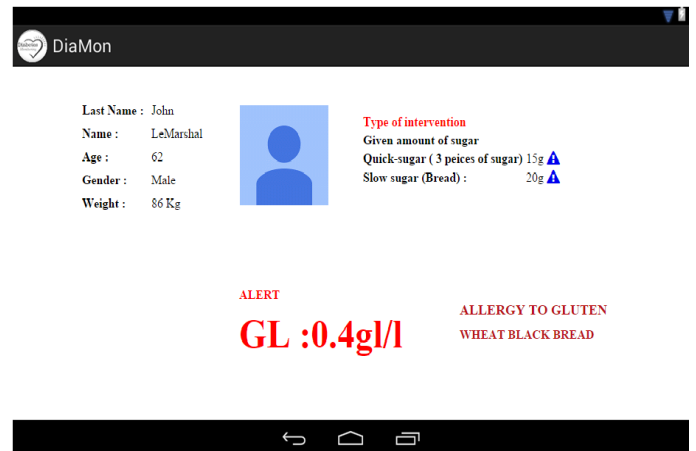 DiaMon
Last Name : John
Name : LeMarshal
Age : 62
Gender : Male
Weight : 86 Kg
Type of intervention
Given amount of sugar
Quick-sugar ( 3 peices of sugar) 15g
Slow sugar (Bread) : 20g
ALERT
GL :0.4gl/l
ALLERGY TO GLUTEN
WHEAT BLACK BREAD